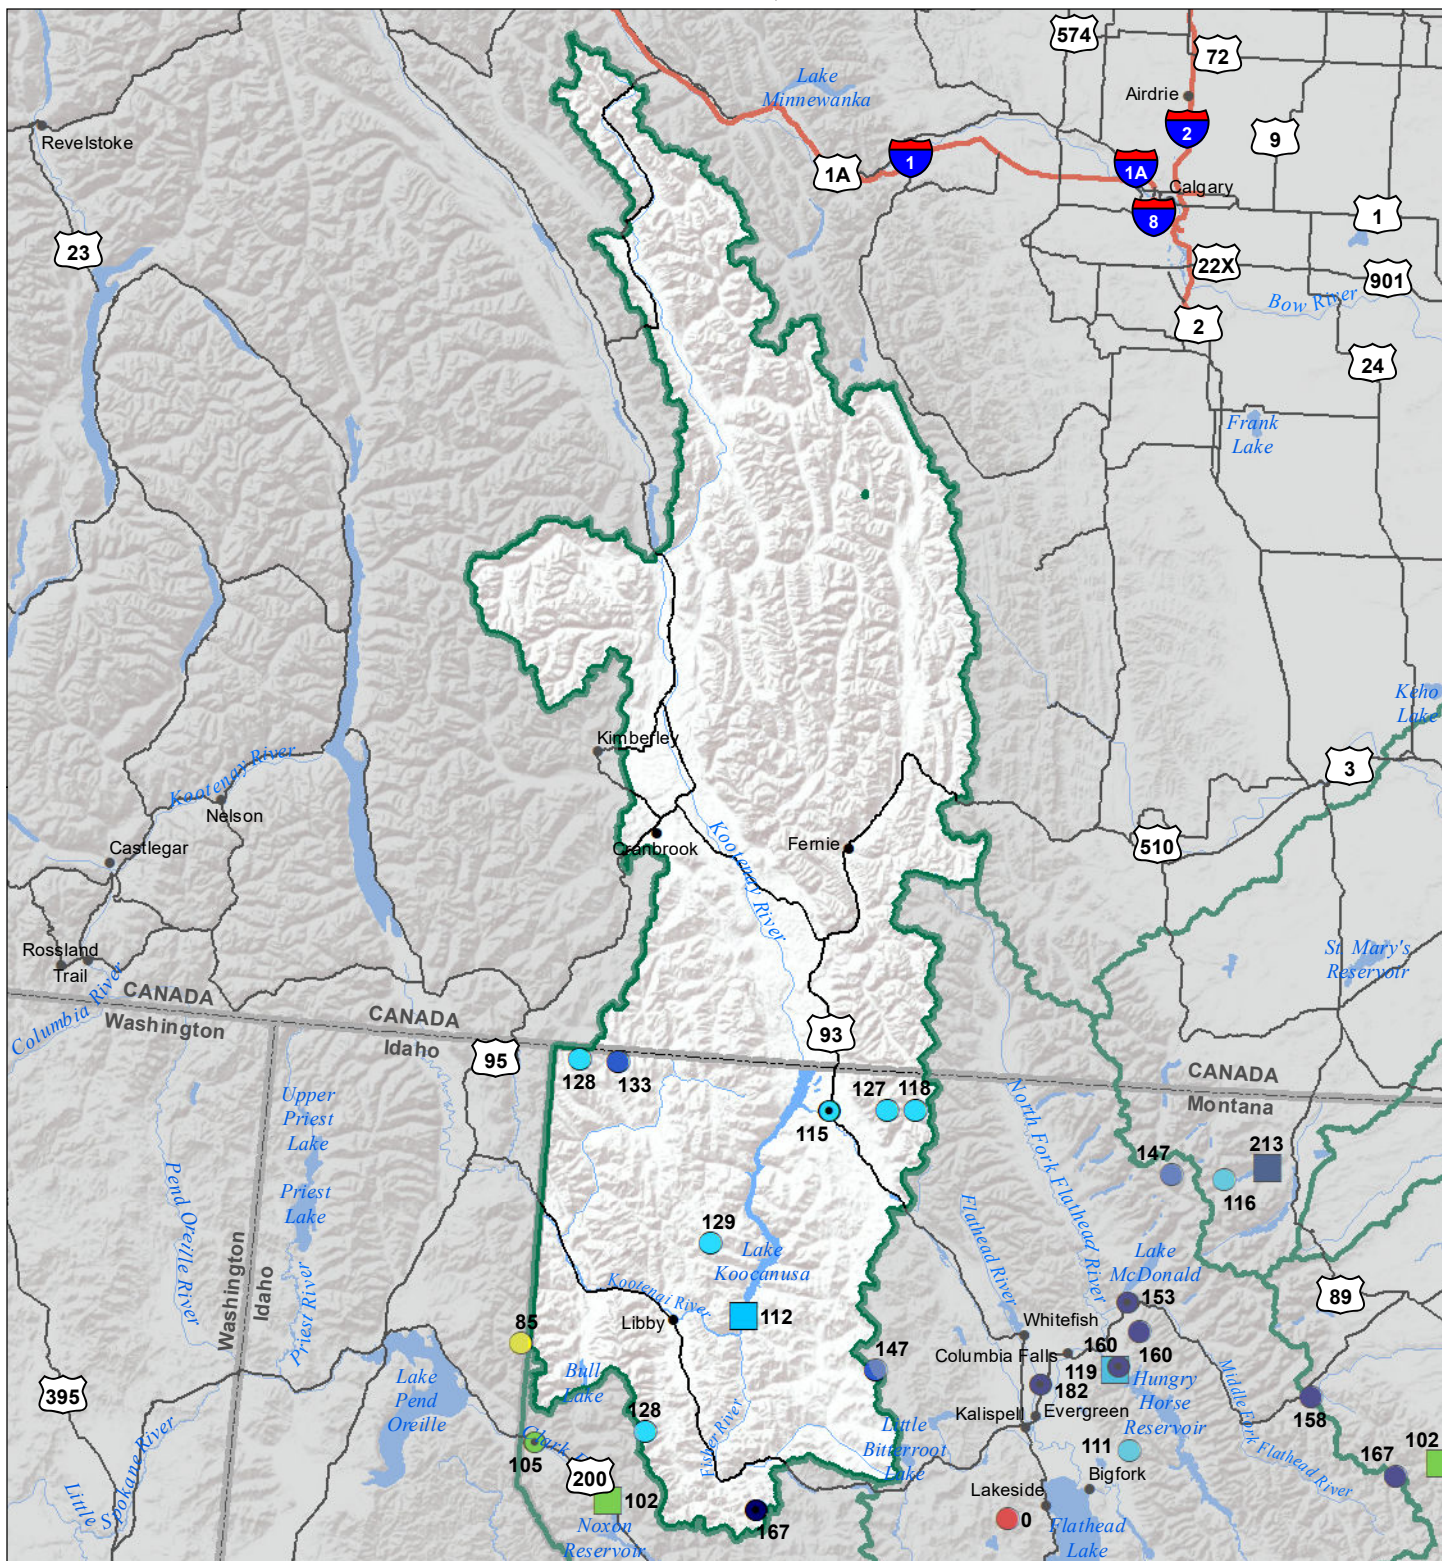 574
72
Lake
Minnewanka
Airdrie
2
9
Revelstoke
1
1A
1A
Calgary
8
1
23
22X
901
Bow River
2
24
Frank
Lake
Keho
Lake
Kimberley
3
Kootenay River
Nelson
Kootenay River
Castlegar
Cranbrook
Fernie
510
Rossland
Trail
St. Mary's
Reservoir
Columbia River
CANADA
Washington
CANADA
Idaho
95
93
128
133
127
118
115
CANADA
Montana
North Fork Flathead River
Upper
Priest
Lake
147
213
116
Pend Oreille River
Priest
Lake
Flathead River
129
Lake
Koocanusa
Lake
McDonald
Washington
Idaho
Priest River
Kootenai River
89
153
85
Libby
112
Whitefish
Columbia Falls
160
160
119
147
Bull
Lake
182
Hungry
Horse
Reservoir
Middle Fork Flathead River
395
Lake
Pend
Oreille
158
128
Kalispell
Evergreen
Little
Bitterroot
Lake
Fisher River
105
Clark
111
102
167
200
Bigfork
Little Spokane River
102
Lakeside
0
167
Noxon
Reservoir
Flathead
Lake